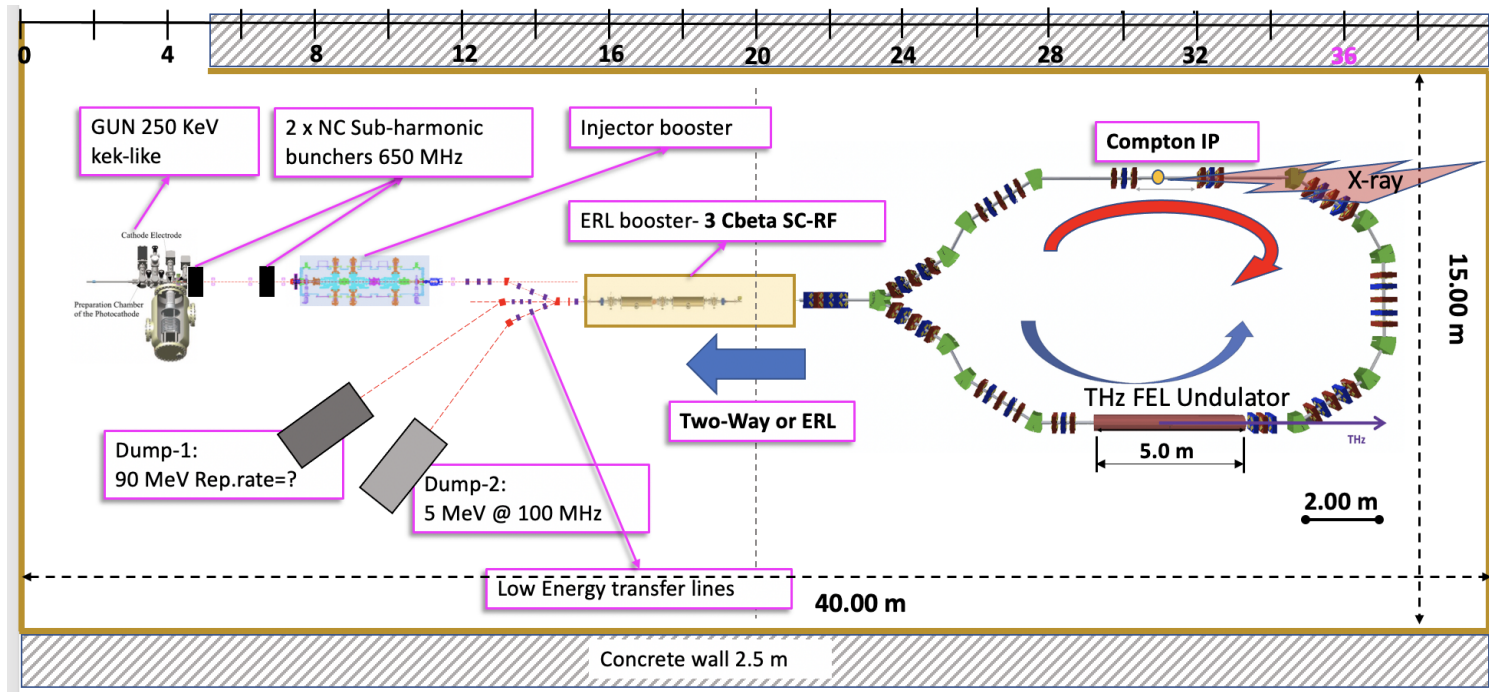 0
4
8
12
16
20
24
28
32
36
GUN 250 KeV
kek-like
2 x NC Sub-harmonic
bunchers 650 MHz
Injector booster
Compton IP
X-ray
ERL booster- 3 Cbeta SC-RF
Cathode Electrode
Preparation Chamber
of the Photocathode
15.00 m
Two-Way or ERL
THz FEL Undulator
THz
5.0 m
Dump-1:
90 MeV Rep.rate=?
Dump-2:
5 MeV @ 100 MHz
2.00 m
Low Energy transfer lines
40.00 m
Concrete wall 2.5 m